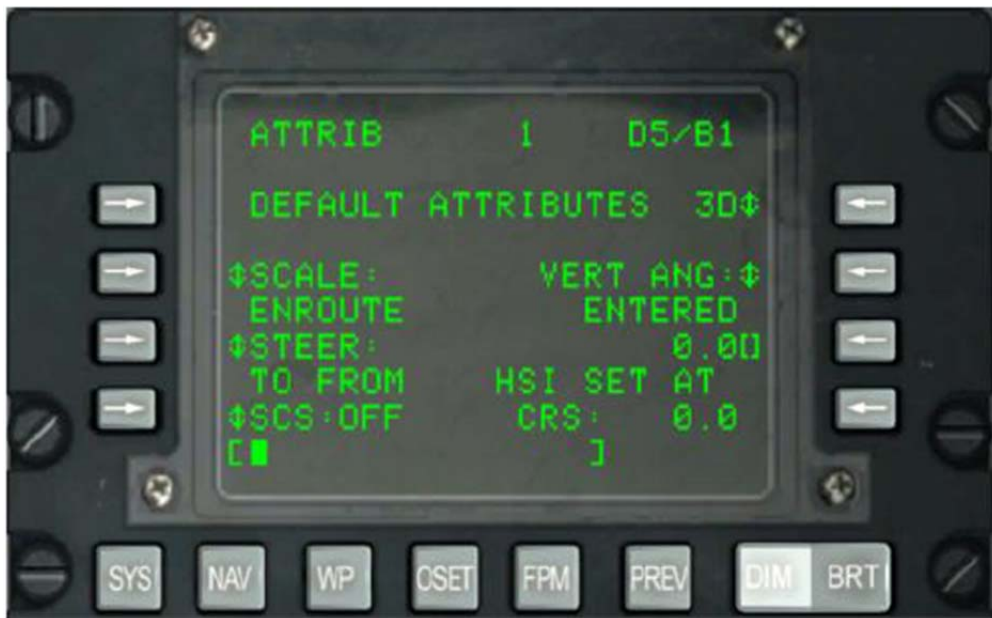 ATTRIB 1 D5/B1
DEFAULT ATTRIBUTES 3D↕
↕SCALE: VERT ANG:↕
ENROUTE ENTERED
↕STEER: 0.0[]
TO FROM HSI SET AT
↕SCS:OFF CRS: 0.0
[ ]
SYS NAV WP OSET FPM PREV DIM BRT